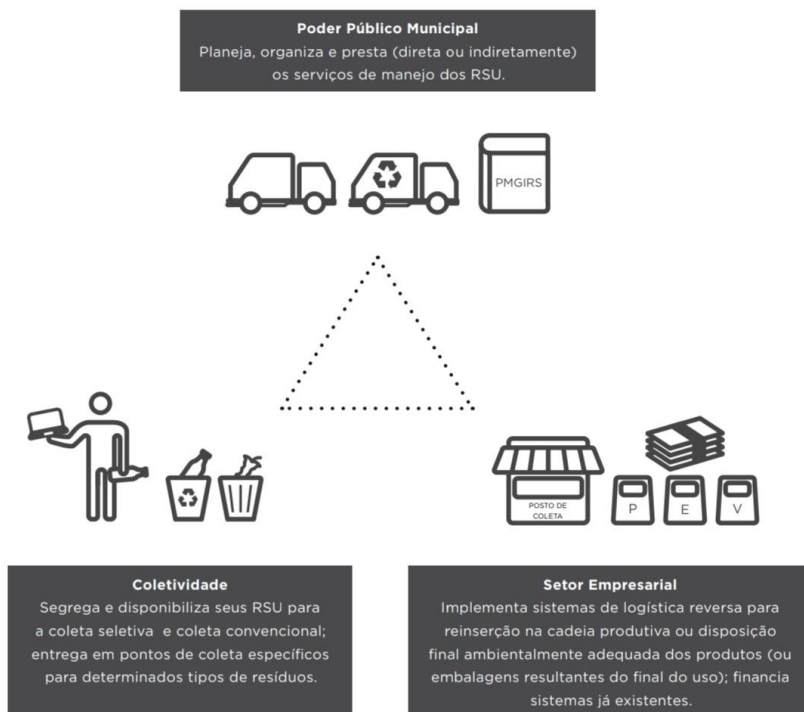 Poder Público Municipal
Planeja, organiza e presta (direta ou indiretamente)
os serviços de manejo dos RSU.
PMGIRS
POSTO DE
COLETA
P
E
V
Coletividade
Segrega e disponibiliza seus RSU para
a coleta seletiva e coleta convencional;
entrega em pontos de coleta específicos
para determinados tipos de resíduos.
Setor Empresarial
Implementa sistemas de logística reversa para
reinserção na cadeia produtiva ou disposição
final ambientalmente adequada dos produtos (ou
embalagens resultantes do final do uso); financia
sistemas já existentes.